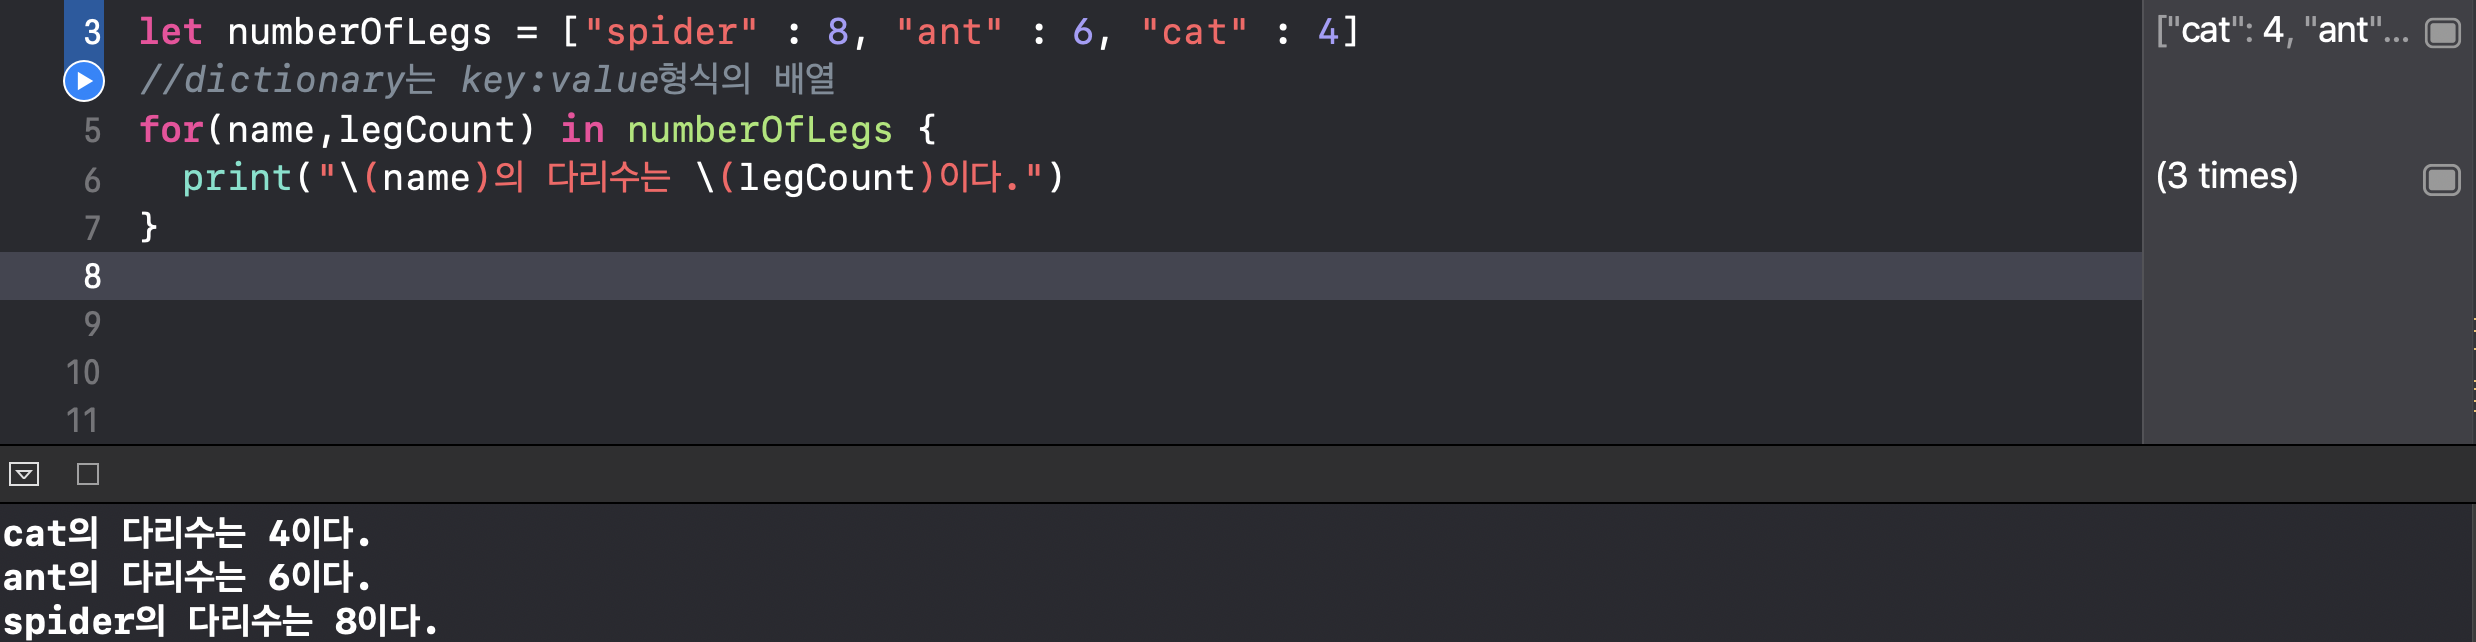 3 let numberOfLegs = ["spider" : 8, "ant" : 6, "cat" : 4] ["cat": 4, "ant"...
//dictionary는 key:value형식의 배열
5 for(name,legCount) in numberOfLegs {
6 print("\(name)의 다리수는 \(legCount)이다.") (3 times)
7 }
8
9
10
11
cat의 다리수는 4이다.
ant의 다리수는 6이다.
spider의 다리수는 8이다.